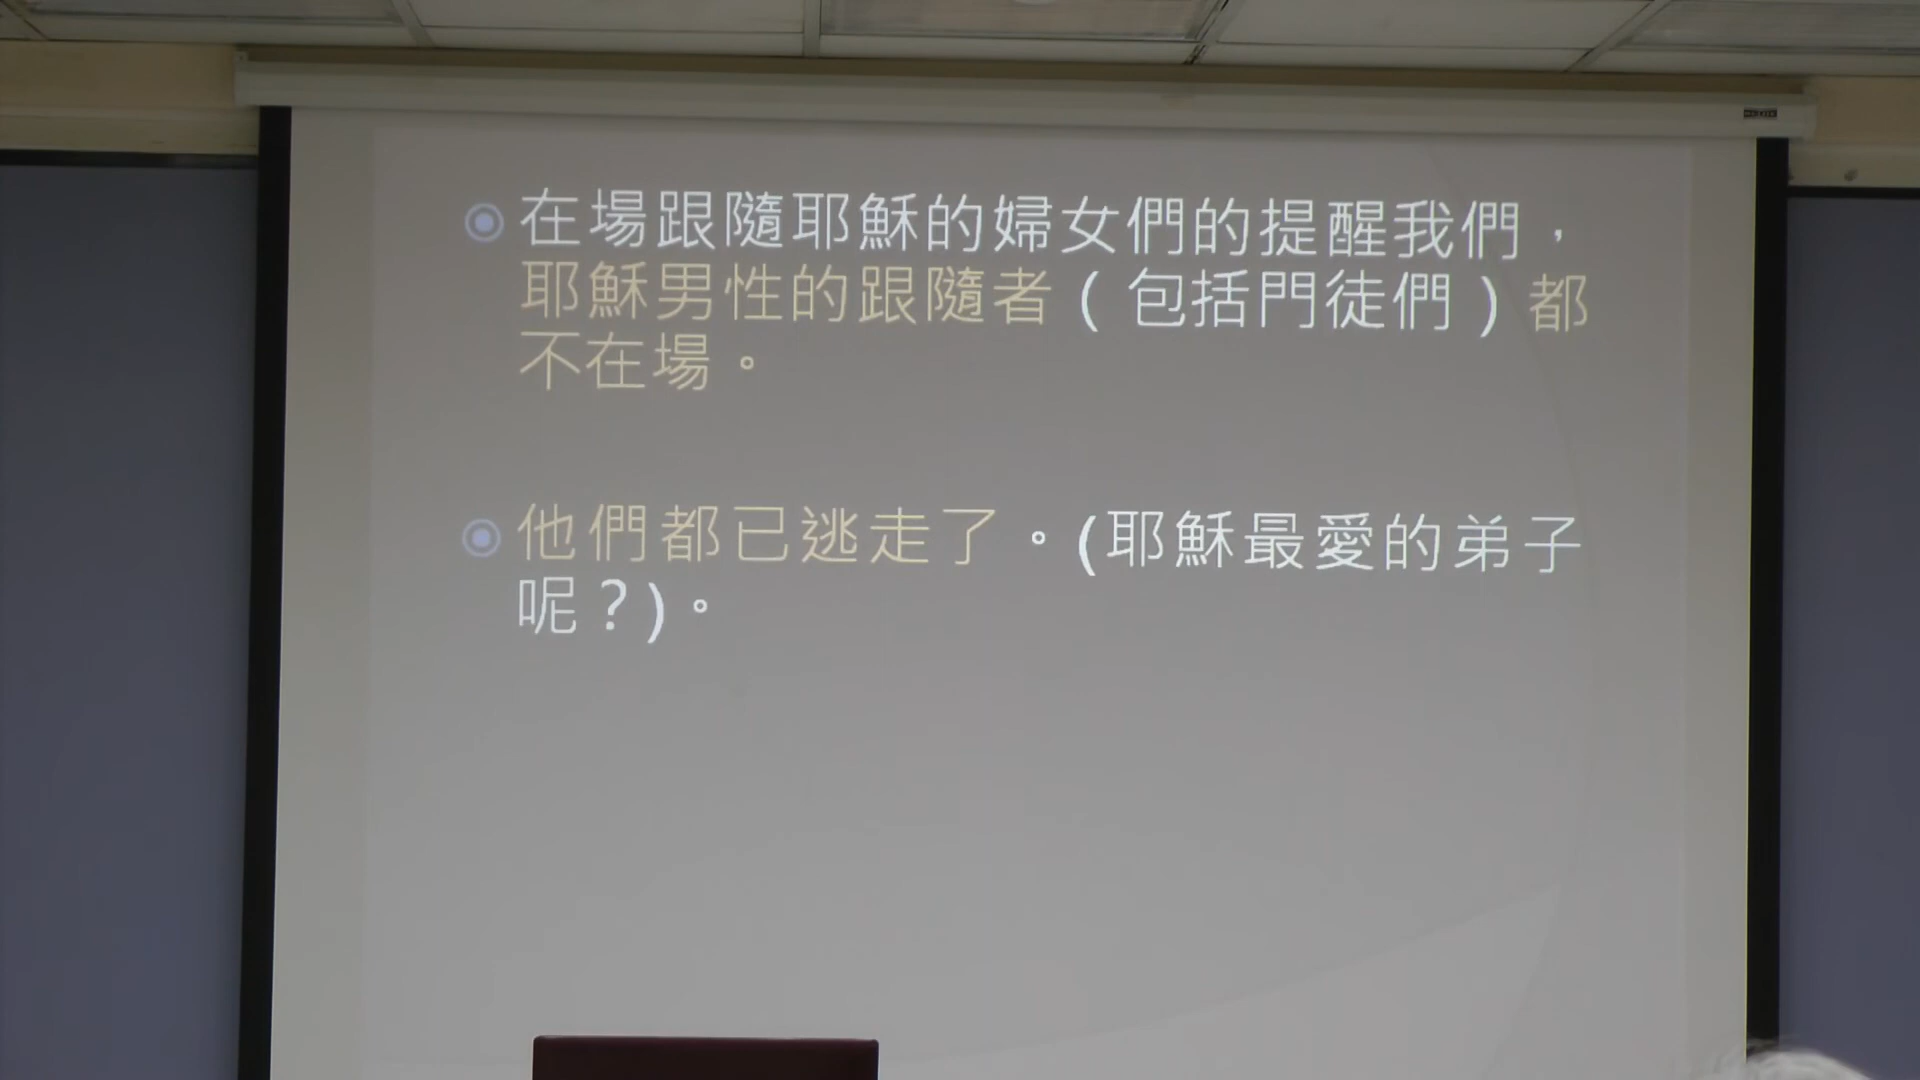 在場跟隨耶穌的婦女們的提醒我們，
耶穌男性的跟隨者(包括門徒們)都
不在場。
他們都已逃走了。(耶穌最愛的弟子
呢？)。